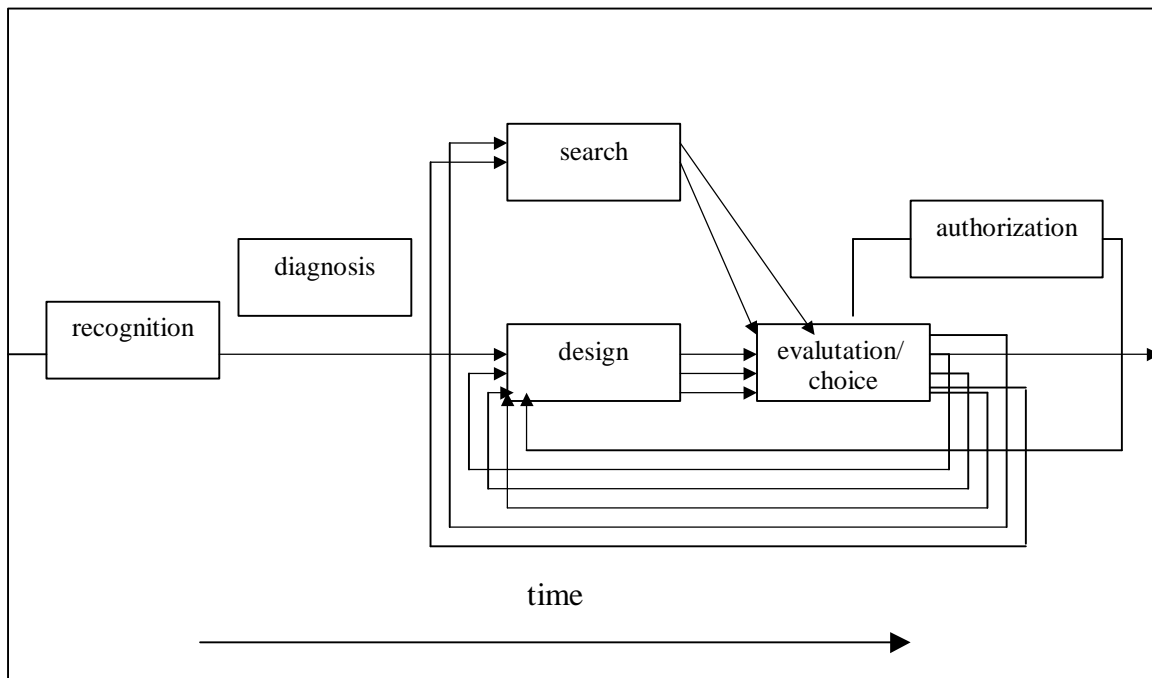 search
authorization
diagnosis
recognition
design
evalutation/
choice
time